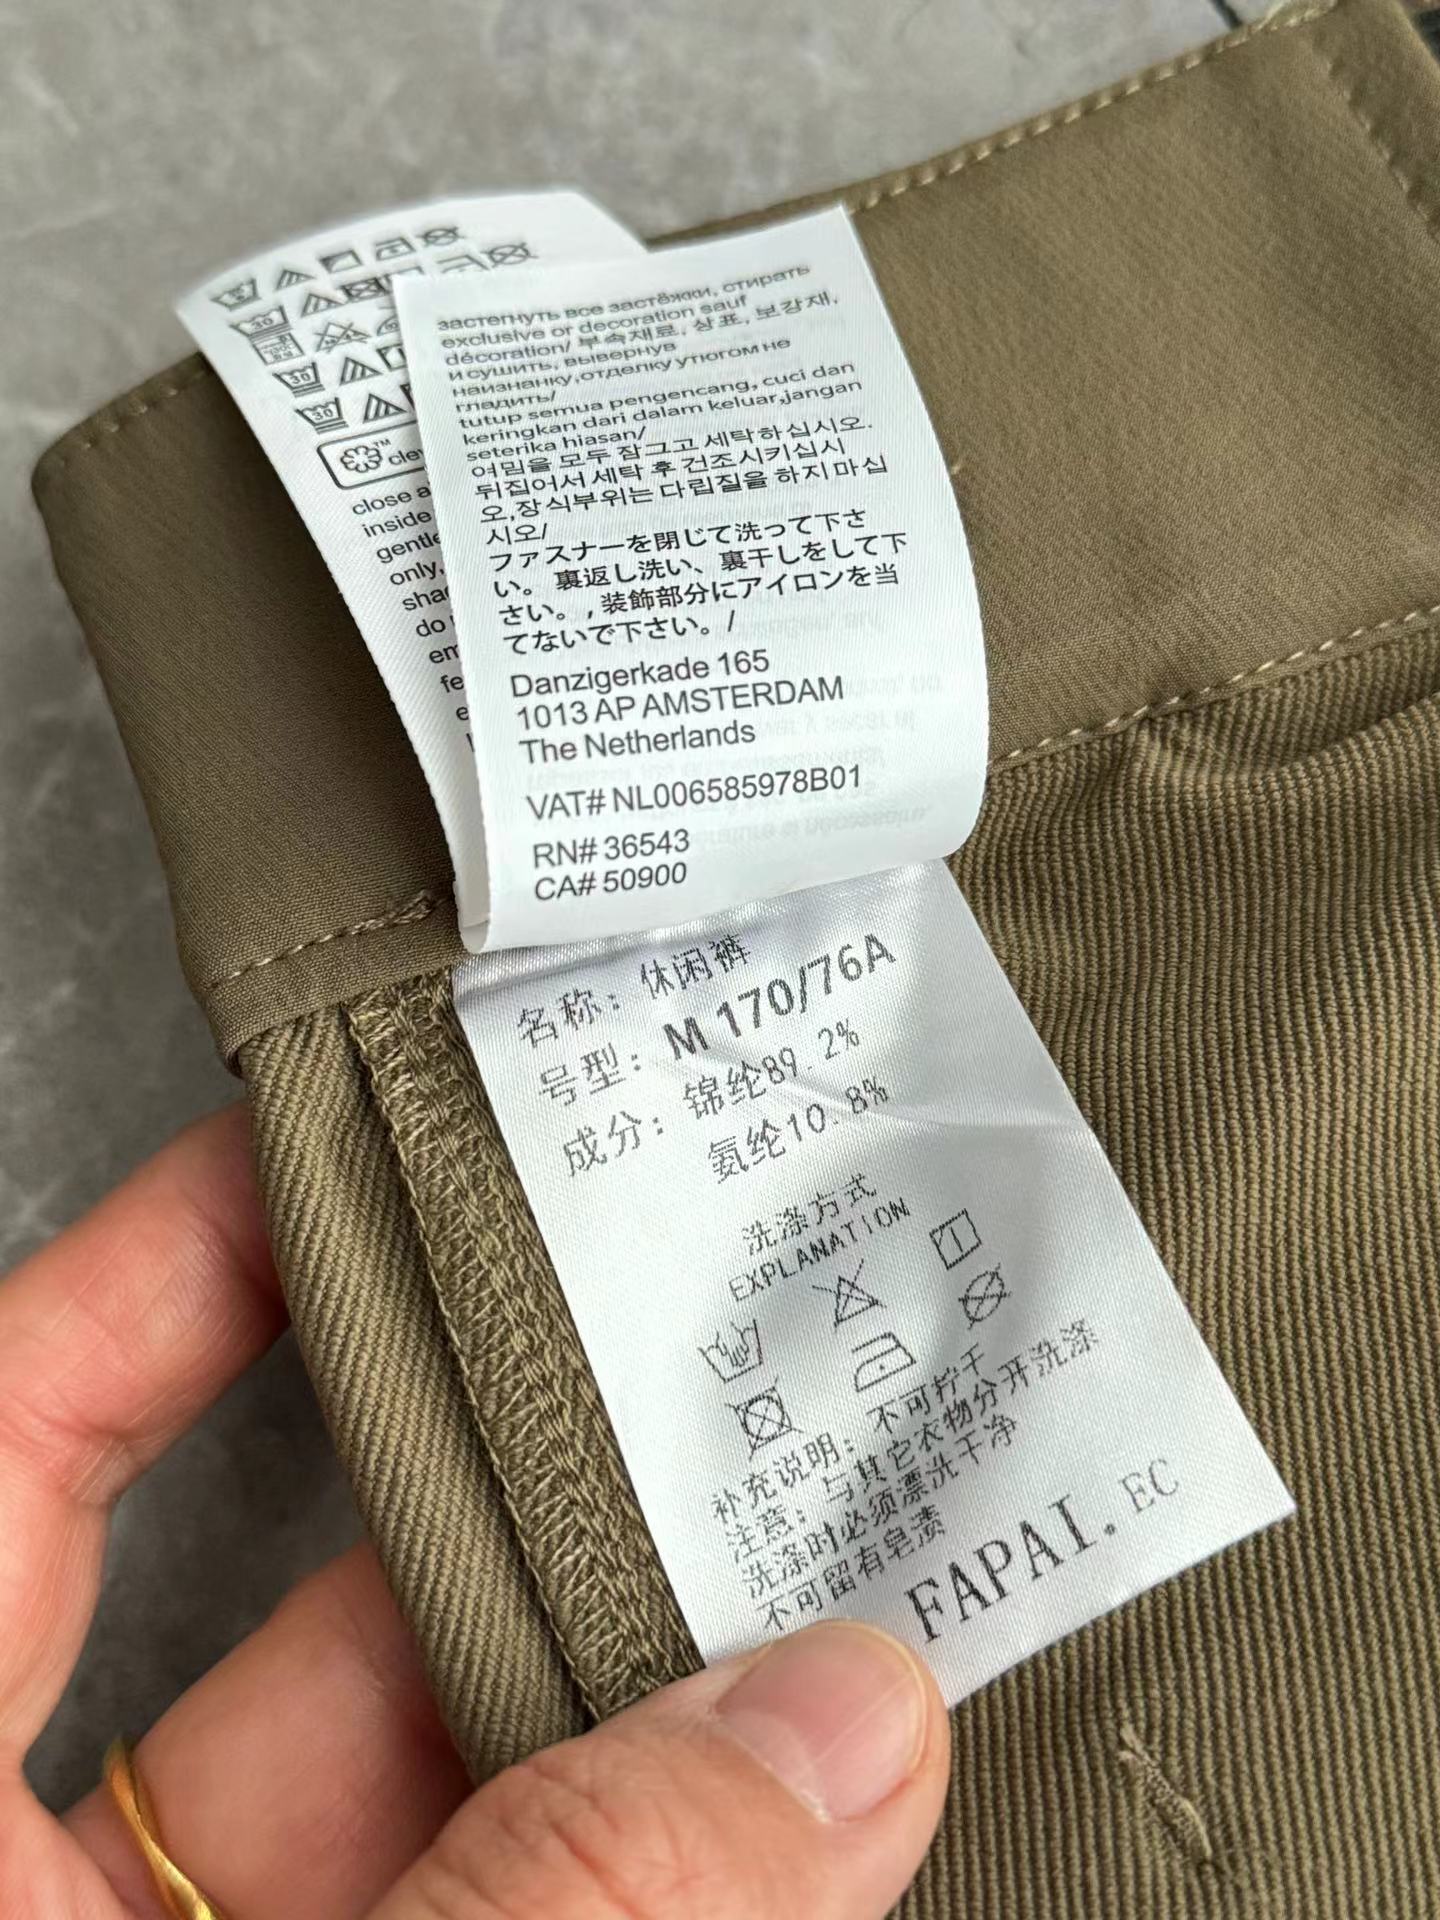 TM
cle
close a
inside
gentle
only,
sha
do
em
fe
e
застегнуть все застёжки, стирать
exclusive or decoration sauf
décoration/ 부속재료, 상표, 보강재,
и сушить, вывернув
наизнанку,отделку утюгом не
гладить/
tutup semua pengencang, cuci dan
keringkan dari dalam keluar,jangan
seterika hiasan/
여밈을 모두 잠그고 세탁하십시오.
뒤집어서 세탁 후 건조시키십시
오,장식부위는 다림질을 하지 마십
시오/
ファスナーを閉じて洗って下さ
い。裏返し洗い、裏干しをして下
さい。, 装飾部分にアイロンを当
てないで下さい。/
Danzigerkade 165
1013 AP AMSTERDAM
The Netherlands
VAT# NL006585978B01
RN# 36543
CA# 50900
名称：休闲裤
号型：M 170/76A
成分：锦纶89.2%
氨纶10.8%
洗涤方式
EXPLANATION
补充说明：不可拧干
注意：与其它衣物分开洗涤
洗涤时必须漂洗干净
不可留有皂渍
FAPAI.EC